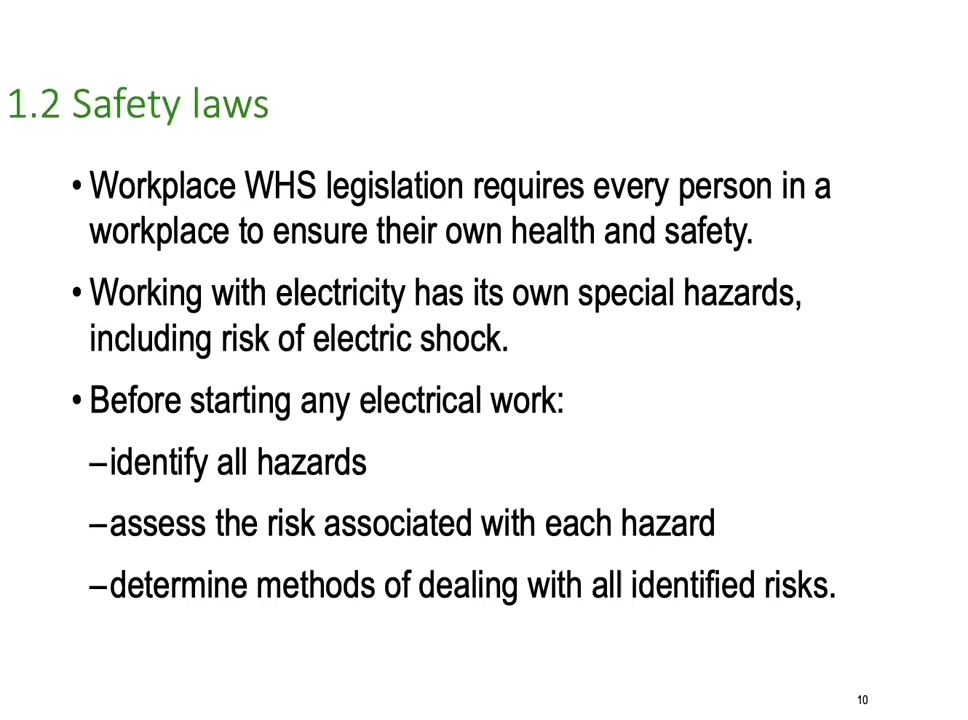 1.2 Safety laws
• Workplace WHS legislation requires every person in a
workplace to ensure their own health and safety.
• Working with electricity has its own special hazards,
including risk of electric shock.
• Before starting any electrical work:
–identify all hazards
–assess the risk associated with each hazard
–determine methods of dealing with all identified risks.
10